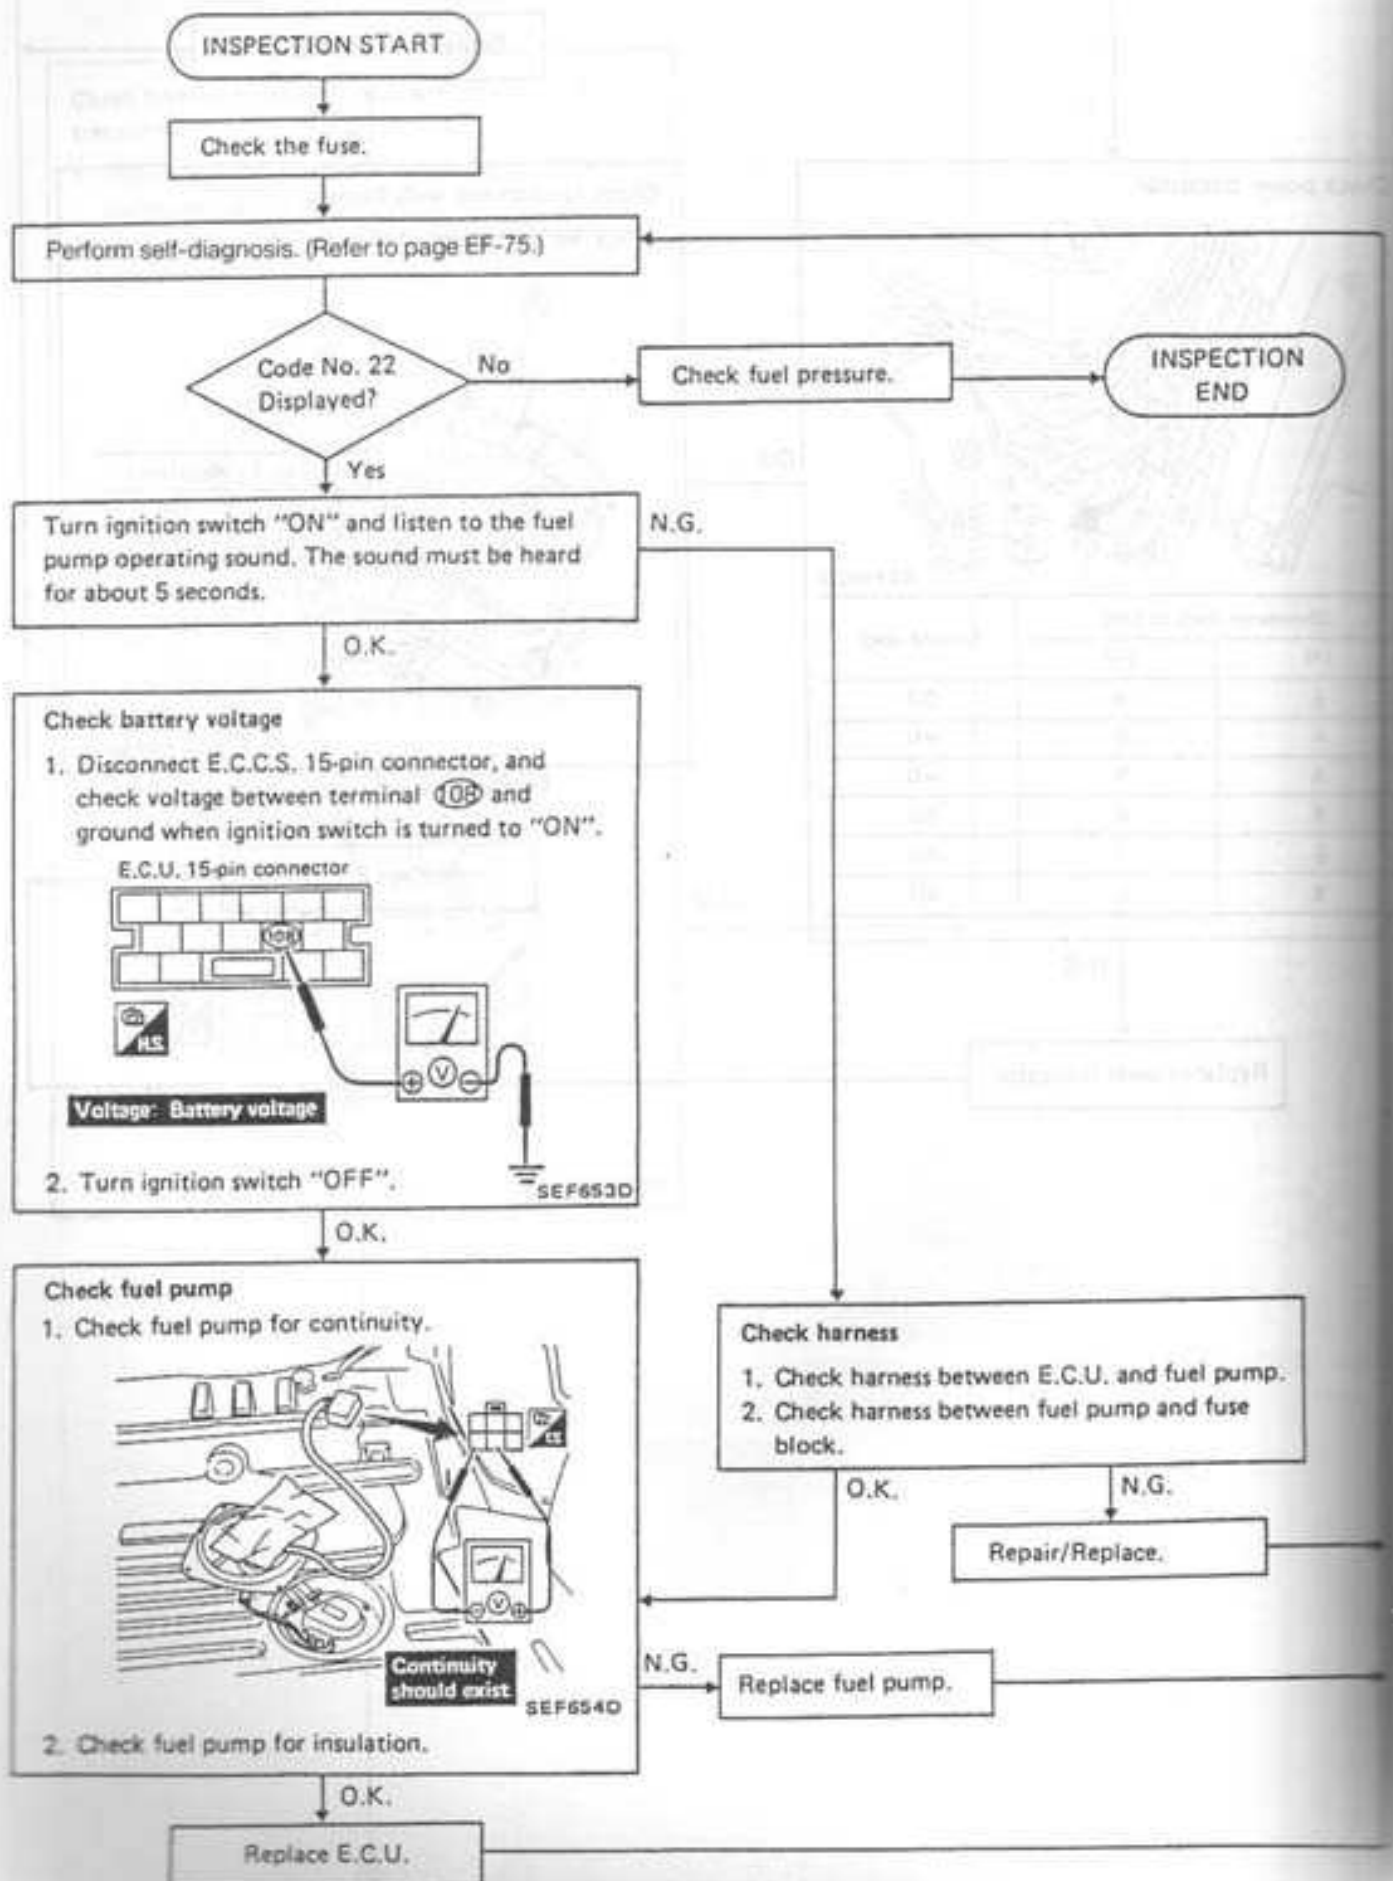 INSPECTION START
Check the fuse.
Perform self-diagnosis. (Refer to page EF-75.)
Code No. 22
Displayed?
No
Check fuel pressure.
INSPECTION
END
Yes
Turn ignition switch "ON" and listen to the fuel
pump operating sound. The sound must be heard
for about 5 seconds.
N.G.
O.K.
Check battery voltage
1. Disconnect E.C.C.S. 15-pin connector, and
check voltage between terminal 108 and
ground when ignition switch is turned to "ON".
E.C.U. 15-pin connector
108
H.S.
V
Voltage: Battery voltage
2. Turn ignition switch "OFF".
SEF653D
O.K.
Check fuel pump
1. Check fuel pump for continuity.
V
Continuity
should exist
SEF654D
2. Check fuel pump for insulation.
Check harness
1. Check harness between E.C.U. and fuel pump.
2. Check harness between fuel pump and fuse
block.
O.K.
N.G.
Repair/Replace.
N.G.
Replace fuel pump.
O.K.
Replace E.C.U.